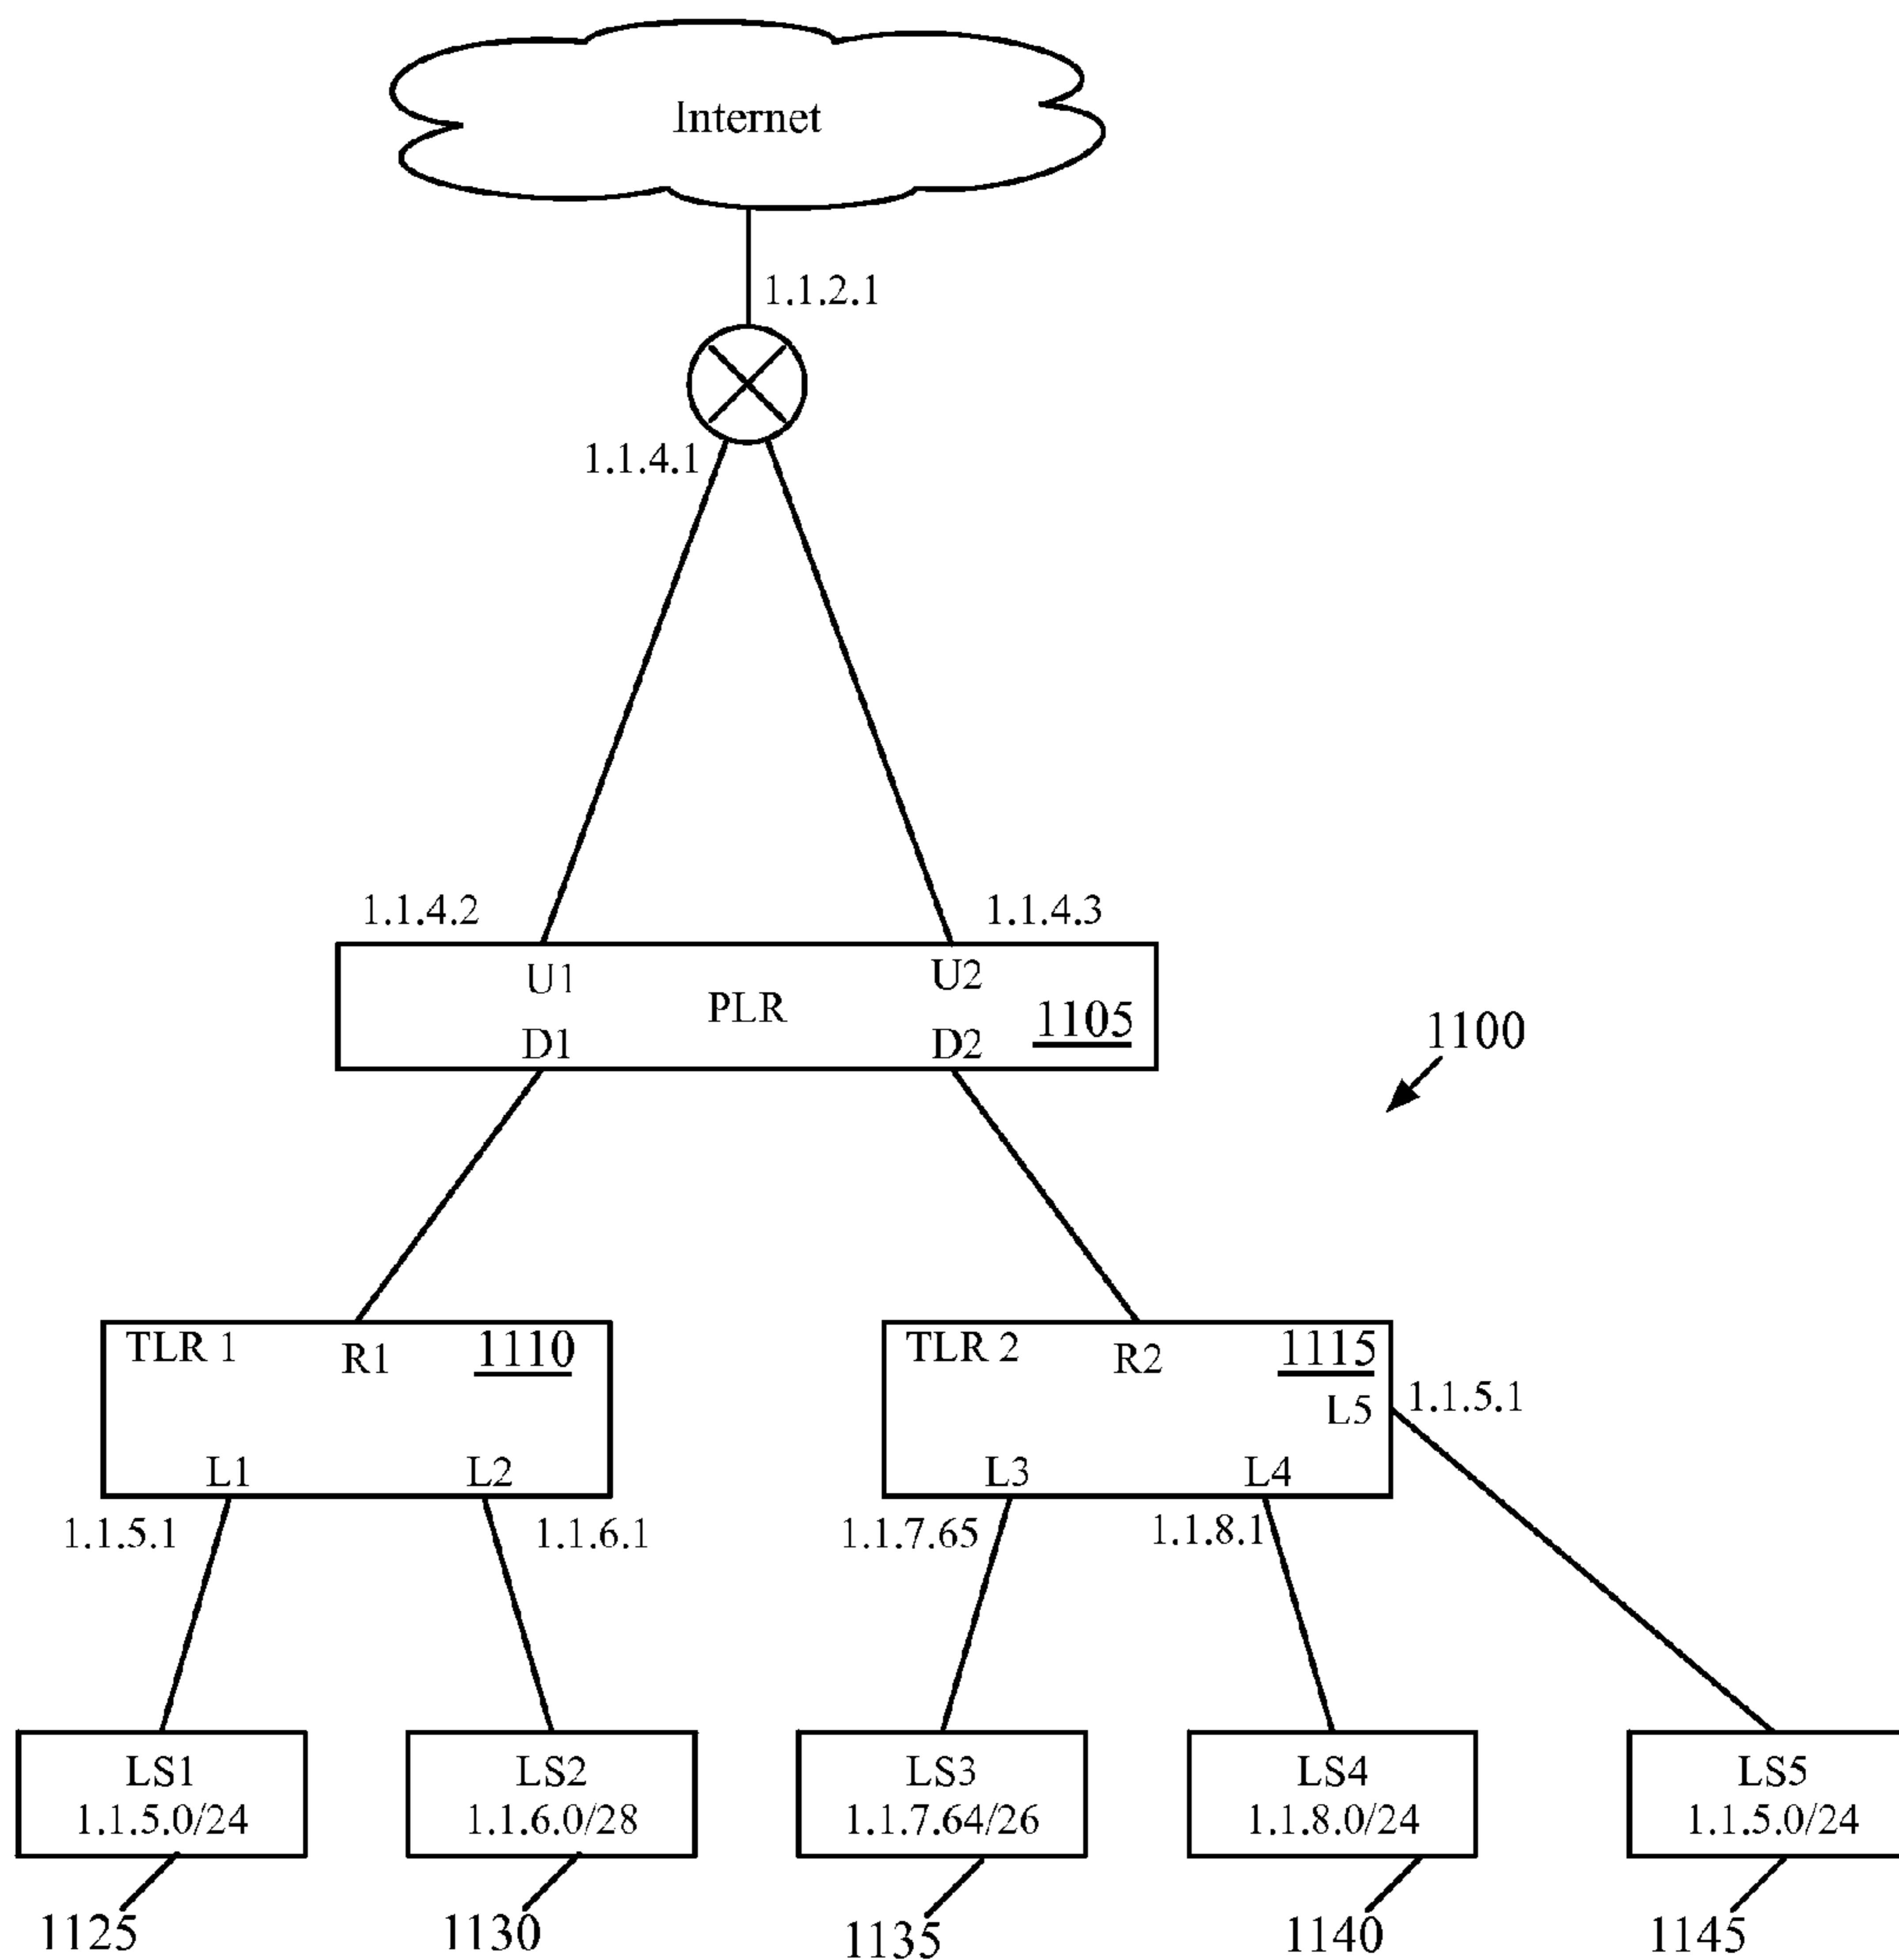 Internet
1.1.2.1
1.1.4.1
1.1.4.2
1.1.4.3
U1
U2
PLR
1105
D1
D2
1100
TLR 1
R1
1110
TLR 2
R2
1115
L5
1.1.5.1
L1
L2
L3
L4
1.1.5.1
1.1.6.1
1.1.7.65
1.1.8.1
LS1
1.1.5.0/24
LS2
1.1.6.0/28
LS3
1.1.7.64/26
LS4
1.1.8.0/24
LS5
1.1.5.0/24
1125
1130
1135
1140
1145